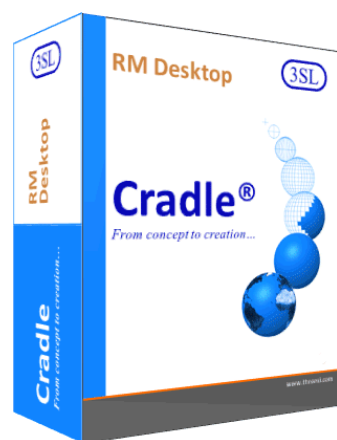 3SL
RM
Desktop
Cradle
From concept to creation...
RM Desktop
3SL
Cradle®
From concept to creation...
www.threesl.com